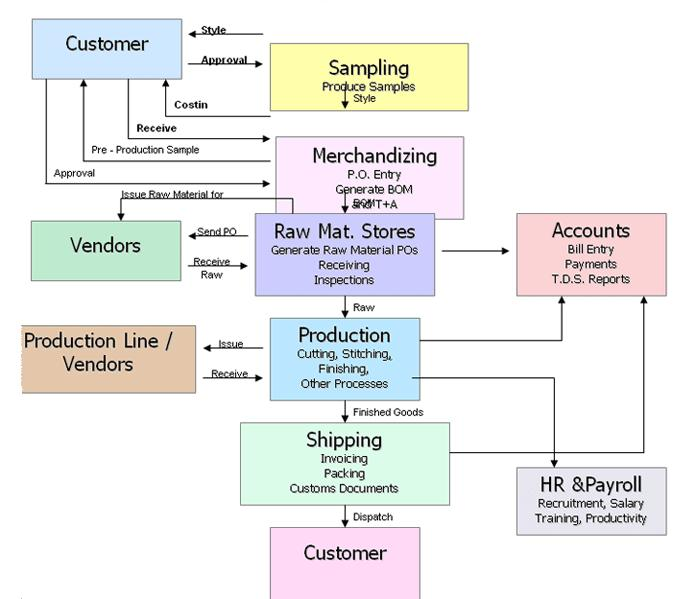 Customer
Style
Approval
Sampling
Produce Samples
Style
Costin
Receive
Pre - Production Sample
Approval
Merchandizing
P.O. Entry
Generate BOM
and T+A
BOM
Issue Raw Material for
Vendors
Send PO
Receive
Raw
Raw Mat. Stores
Generate Raw Material POs
Receiving
Inspections
Accounts
Bill Entry
Payments
T.D.S. Reports
Raw
Production Line /
Vendors
Issue
Receive
Production
Cutting, Stitching,
Finishing,
Other Processes
Finished Goods
Shipping
Invoicing
Packing
Customs Documents
HR &Payroll
Recruitment, Salary
Training, Productivity
Dispatch
Customer